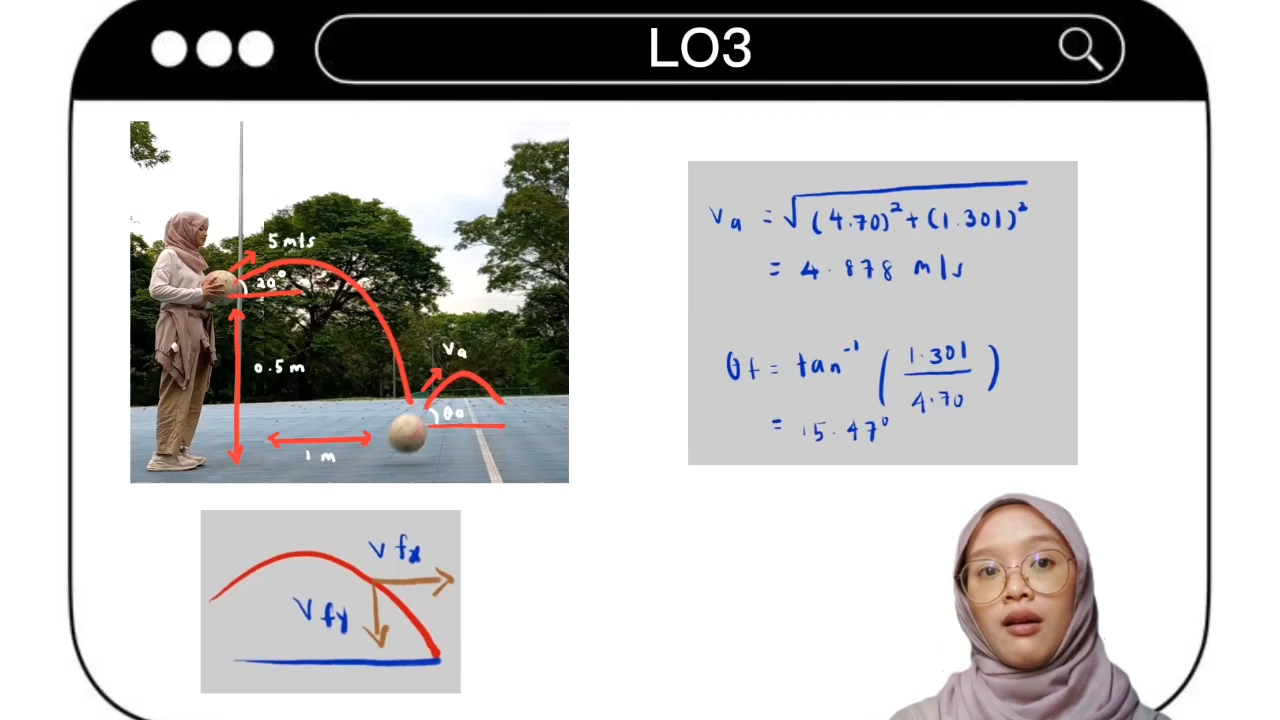 LO3
5 m/s
20°
0.5 m
1 m
Va
θa
Va = √(4.70)² + (1.301)²
= 4.878 m/s
θf = tan⁻¹ (1.301/4.70)
= 15.47°
V fx
V fy